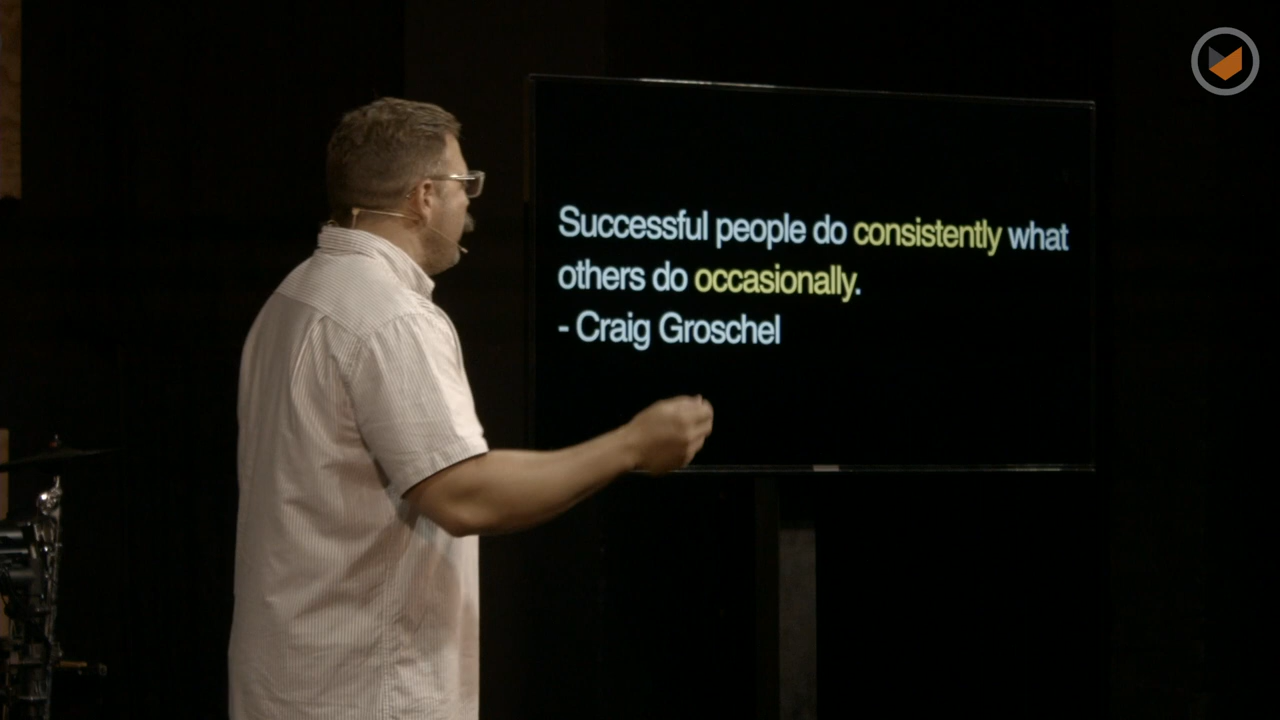 Successful people do consistently what
others do occasionally.
- Craig Groschel